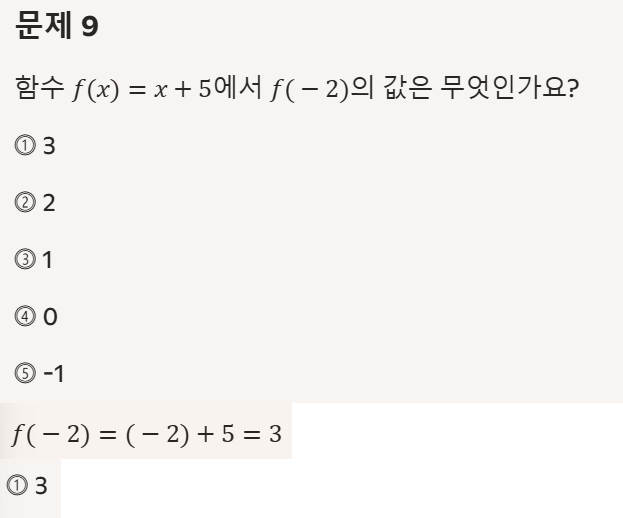 문제 9
함수 f(x) = x + 5에서 f( − 2)의 값은 무엇인가요?
① 3
② 2
③ 1
④ 0
⑤ -1
f( − 2) = ( − 2) + 5 = 3
① 3